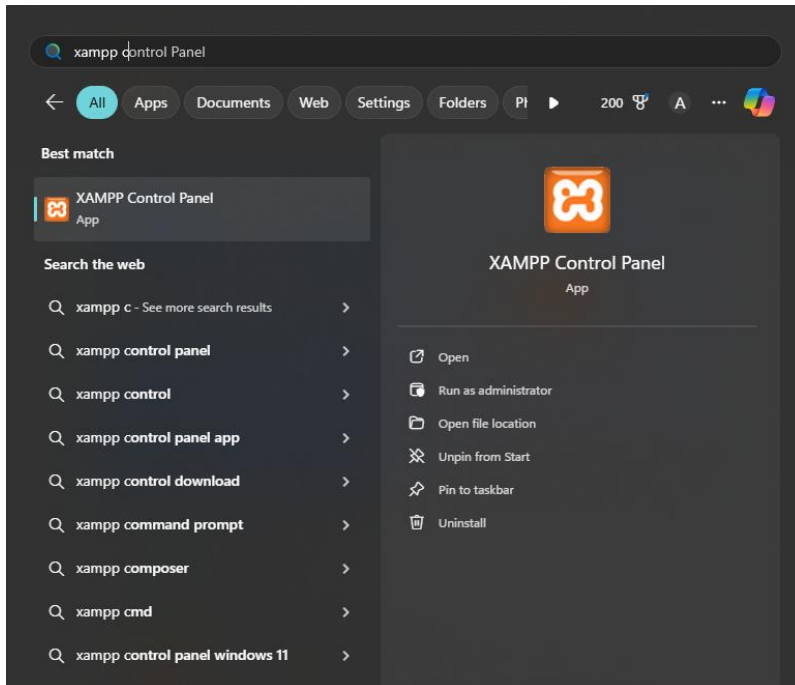 xampp control Panel
All Apps Documents Web Settings Folders 200 A ...
Best match
XAMPP Control Panel
App
Search the web
xampp c - See more search results
xampp control panel
xampp control
xampp control panel app
xampp control download
xampp command prompt
xampp composer
xampp cmd
xampp control panel windows 11
XAMPP Control Panel
App
Open
Run as administrator
Open file location
Unpin from Start
Pin to taskbar
Uninstall